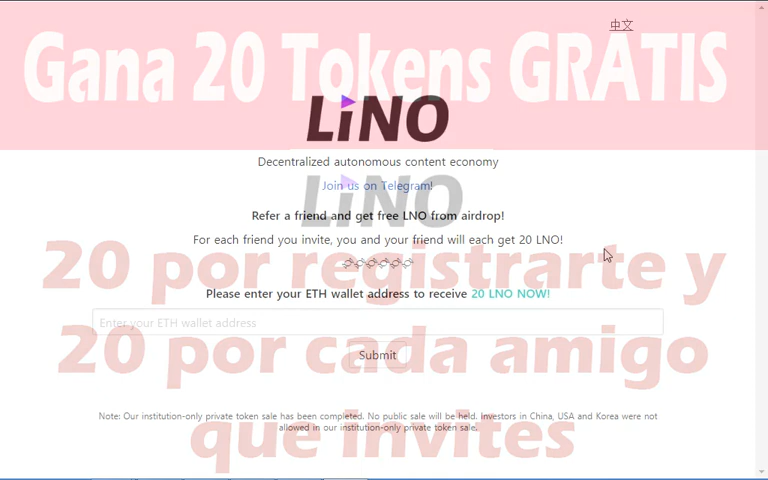 中文
Gana 20 Tokens GRATIS
LiNO
Decentralized autonomous content economy
Join us on Telegram!
LiNO
Refer a friend and get free LNO from airdrop!
For each friend you invite, you and your friend will each get 20 LNO!
20 por registrarte y
Please enter your ETH wallet address to receive 20 LNO NOW!
Enter your ETH wallet address
20 por cada amigo
Submit
Note: Our institution-only private token sale has been completed. No public sale will be held. Investors in China, USA and Korea were not
allowed in our institution-only private token sale.
que invites